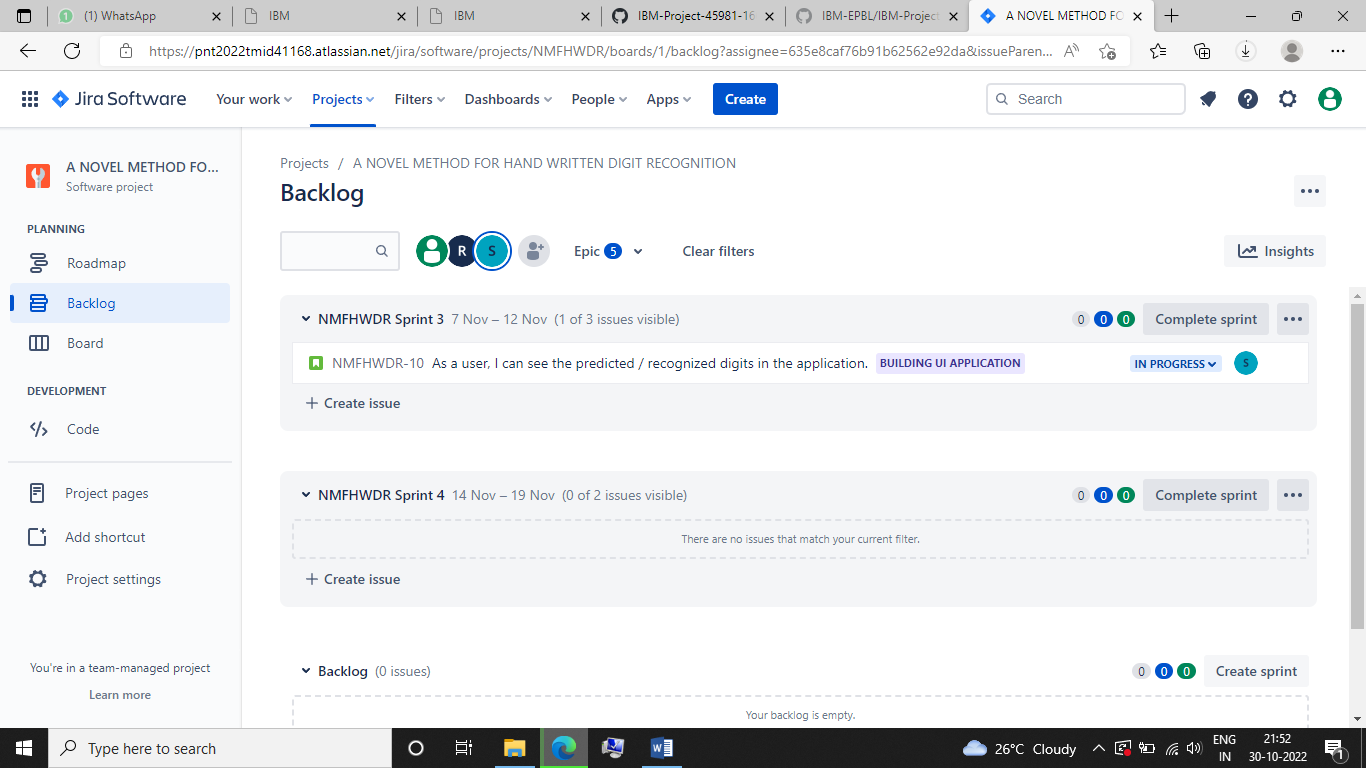 (1) WhatsApp
IBM
IBM
IBM-Project-45981-16
IBM-EPBL/IBM-Project
A NOVEL METHOD FO
https://pnt2022tmid41168.atlassian.net/jira/software/projects/NMFHWDR/boards/1/backlog?assignee=635e8caf76b91b62562e92da&issueParen...
Jira Software
Your work
Projects
Filters
Dashboards
People
Apps
Create
Search
A NOVEL METHOD FO...
Software project
PLANNING
Roadmap
Backlog
Board
DEVELOPMENT
Code
Project pages
Add shortcut
Project settings
You're in a team-managed project
Learn more
Projects / A NOVEL METHOD FOR HAND WRITTEN DIGIT RECOGNITION
Backlog
R S Epic 5 Clear filters Insights
NMFHWDR Sprint 3 7 Nov – 12 Nov (1 of 3 issues visible) 0 0 0 Complete sprint
NMFHWDR-10 As a user, I can see the predicted / recognized digits in the application. BUILDING UI APPLICATION IN PROGRESS S
+ Create issue
NMFHWDR Sprint 4 14 Nov – 19 Nov (0 of 2 issues visible) 0 0 0 Complete sprint
There are no issues that match your current filter.
+ Create issue
Backlog (0 issues) 0 0 0 Create sprint
Your backlog is empty.
Type here to search
26°C Cloudy
ENG
IN
21:52
30-10-2022
1